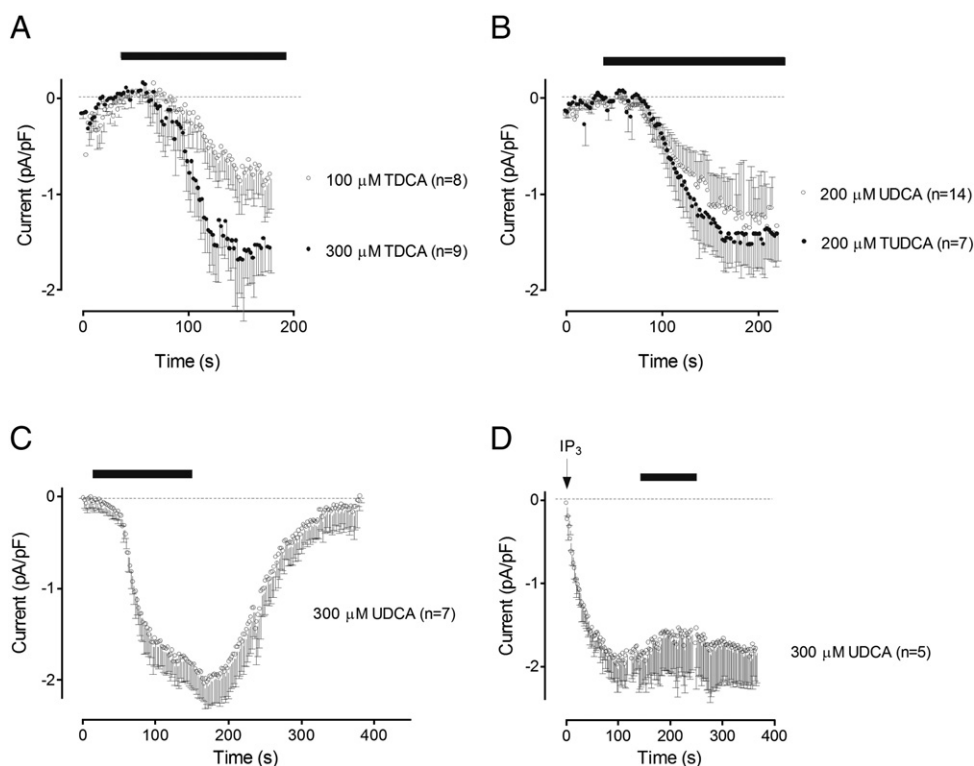 A
Current (pA/pF)
0
-1
-2
0 100 200
Time (s)
100 µM TDCA (n=8)
300 µM TDCA (n=9)
B
Current (pA/pF)
0
-1
-2
0 100 200
Time (s)
200 µM UDCA (n=14)
200 µM TUDCA (n=7)
C
Current (pA/pF)
0
-1
-2
0 100 200 300 400
Time (s)
300 µM UDCA (n=7)
D
IP3
Current (pA/pF)
0
-1
-2
0 100 200 300 400
Time (s)
300 µM UDCA (n=5)